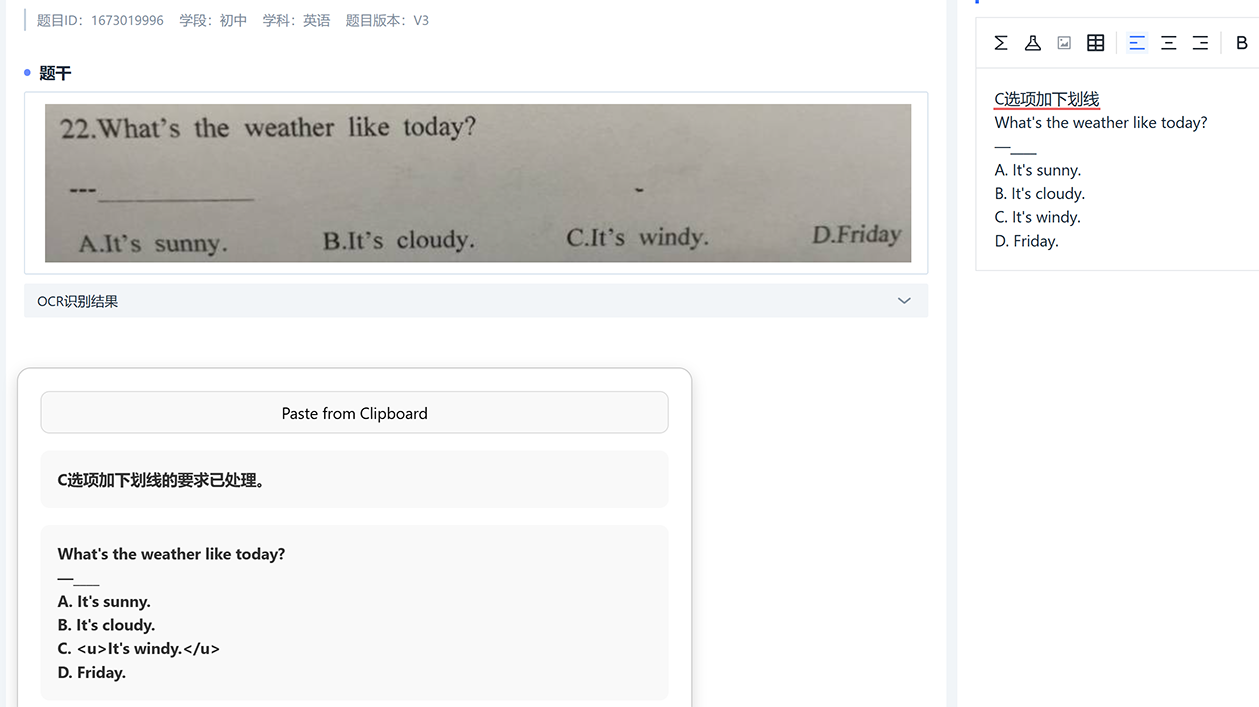 题目ID：1673019996 学段：初中 学科：英语 题目版本：V3
题干
22.What's the weather like today?
---____________ -
A.It's sunny. B.It's cloudy. C.It's windy. D.Friday
OCR识别结果
Paste from Clipboard
C选项加下划线的要求已处理。
What's the weather like today?
—___
A. It's sunny.
B. It's cloudy.
C. <u>It's windy.</u>
D. Friday.
B
C选项加下划线
What's the weather like today?
—___
A. It's sunny.
B. It's cloudy.
C. It's windy.
D. Friday.